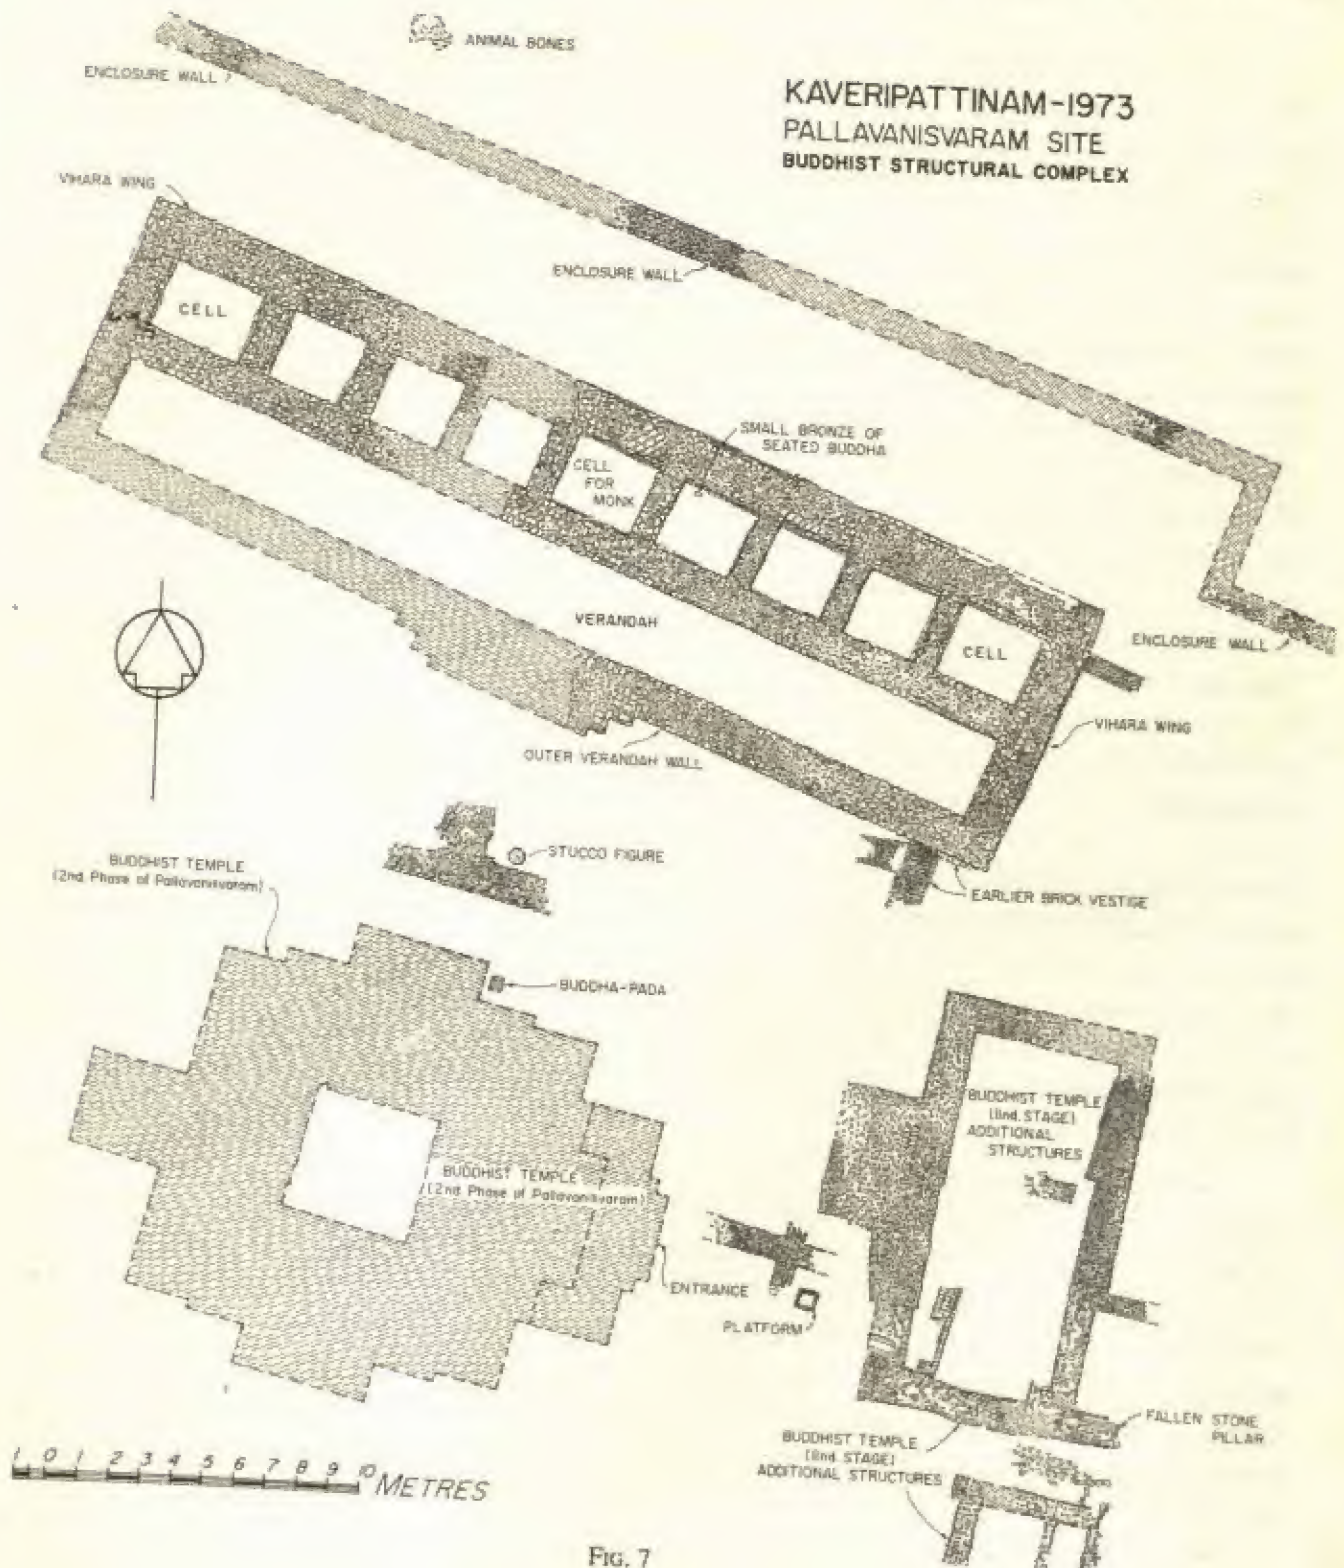 ANIMAL BONES
ENCLOSURE WALL
KAVERIPATTINAM-1973
PALLAVANISVARAM SITE
BUDDHIST STRUCTURAL COMPLEX
VIHARA WING
ENCLOSURE WALL
CELL
SMALL BRONZE OF
SEATED BUDDHA
CELL
FOR
MONK
VERANDAH
CELL
ENCLOSURE WALL
VIHARA WING
OUTER VERANDAH WALL
STUCCO FIGURE
BUDDHIST TEMPLE
(2nd Phase of Pallavanisvaram)
EARLIER BRICK VESTIGE
BUDDHA-PADA
BUDDHIST TEMPLE
(IInd. STAGE)
ADDITIONAL
STRUCTURES
BUDDHIST TEMPLE
(2nd Phase of Pallavanisvaram)
ENTRANCE
PLATFORM
FALLEN STONE
PILLAR
BUDDHIST TEMPLE
(IInd. STAGE)
ADDITIONAL STRUCTURES
1 0 1 2 3 4 5 6 7 8 9 10 METRES
FIG. 7